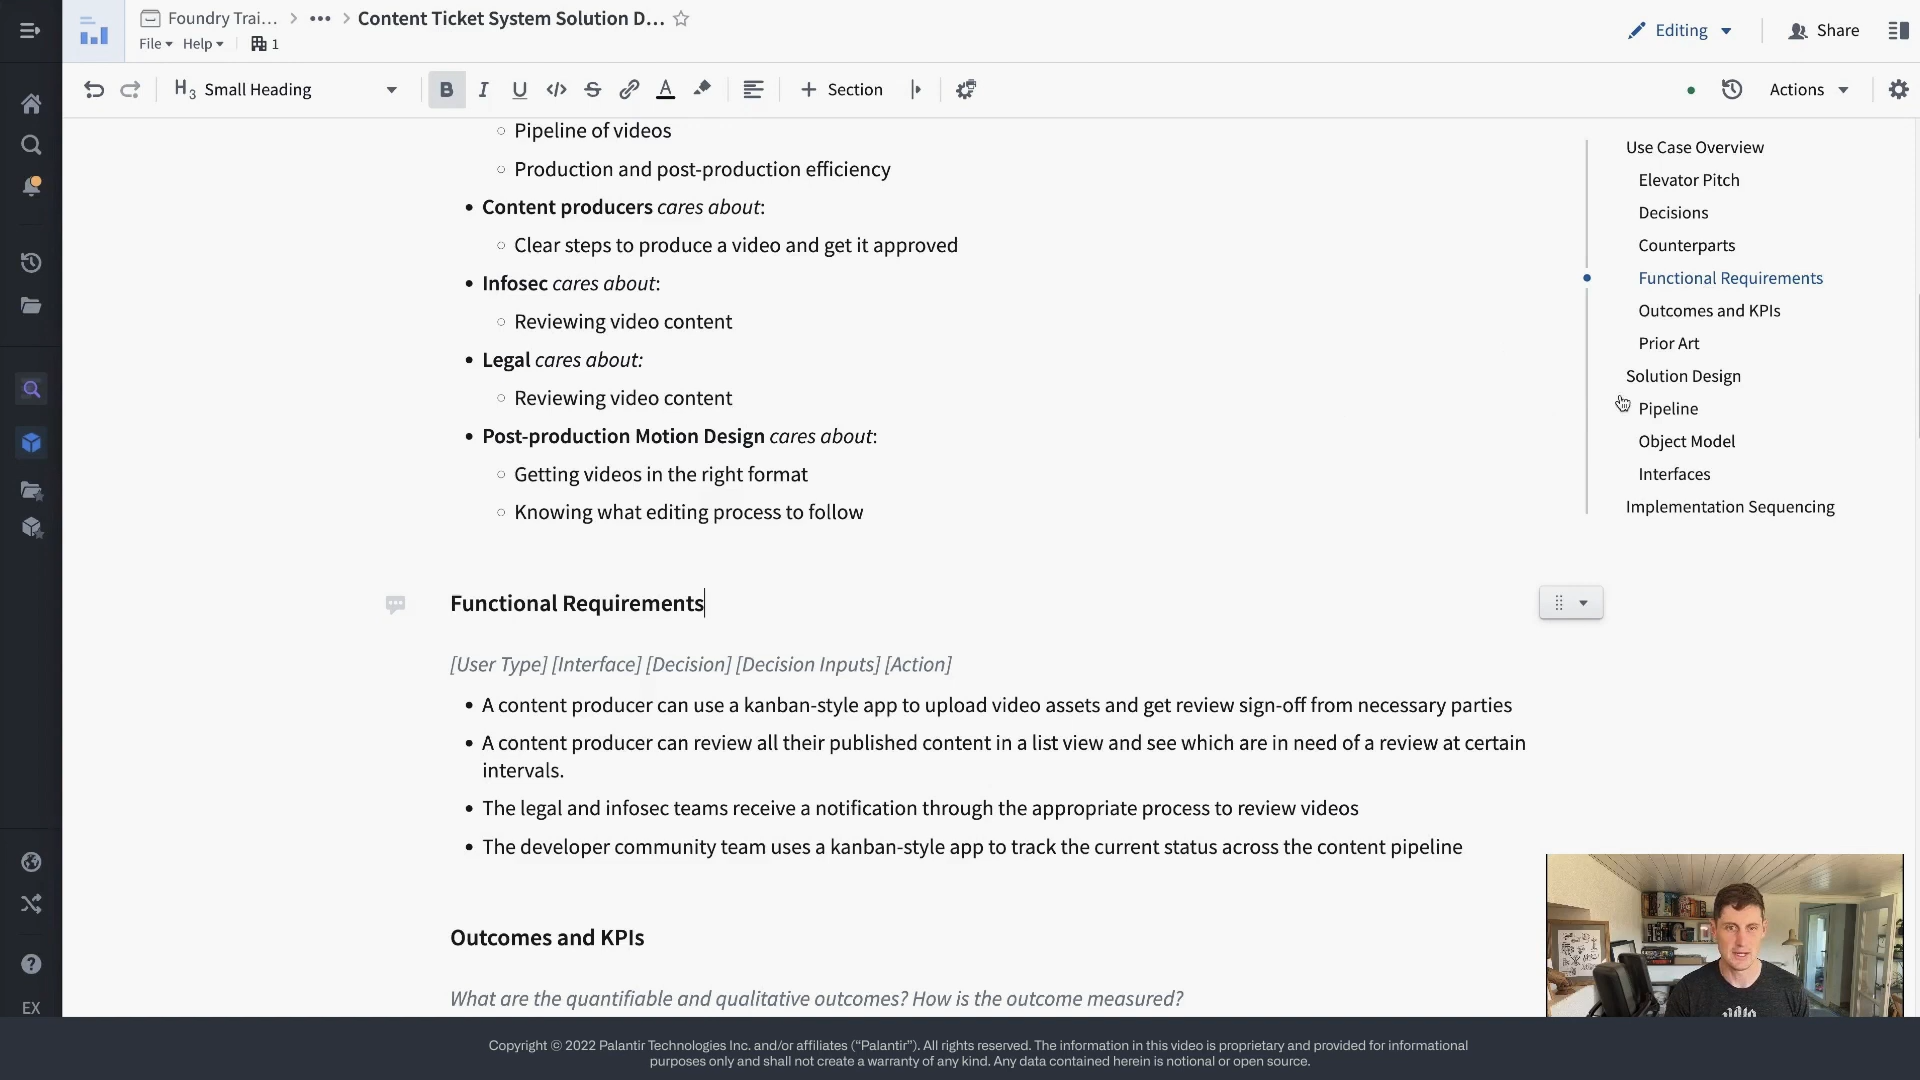 Foundry Trai... > ••• > Content Ticket System Solution D...
File Help 1
Editing
Share
H3 Small Heading
B I U </> S A
+ Section
Actions
Pipeline of videos
Production and post-production efficiency
Content producers cares about:
Clear steps to produce a video and get it approved
Infosec cares about:
Reviewing video content
Legal cares about:
Reviewing video content
Post-production Motion Design cares about:
Getting videos in the right format
Knowing what editing process to follow
Functional Requirements
[User Type] [Interface] [Decision] [Decision Inputs] [Action]
A content producer can use a kanban-style app to upload video assets and get review sign-off from necessary parties
A content producer can review all their published content in a list view and see which are in need of a review at certain
intervals.
The legal and infosec teams receive a notification through the appropriate process to review videos
The developer community team uses a kanban-style app to track the current status across the content pipeline
Outcomes and KPIs
What are the quantifiable and qualitative outcomes? How is the outcome measured?
Use Case Overview
Elevator Pitch
Decisions
Counterparts
Functional Requirements
Outcomes and KPIs
Prior Art
Solution Design
Pipeline
Object Model
Interfaces
Implementation Sequencing
EX
Copyright © 2022 Palantir Technologies Inc. and/or affiliates (“Palantir”). All rights reserved. The information in this video is proprietary and provided for informational
purposes only and shall not create a warranty of any kind. Any data contained herein is notional or open source.